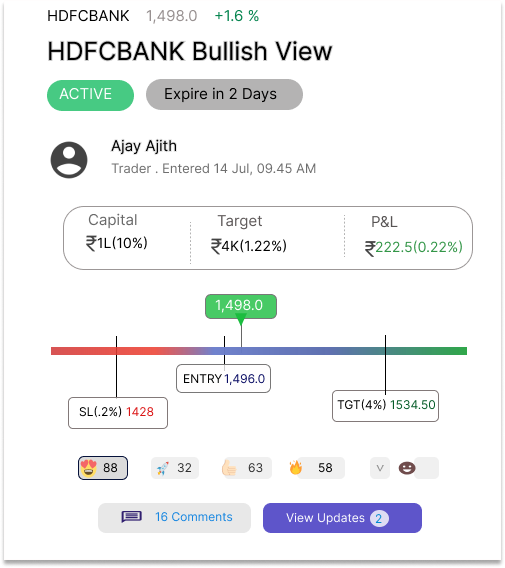 HDFCBANK 1,498.0 +1.6 %
HDFCBANK Bullish View
ACTIVE Expire in 2 Days
Ajay Ajith
Trader . Entered 14 Jul, 09.45 AM
Capital Target P&L
₹1L(10%) ₹4K(1.22%) ₹222.5(0.22%)
1,498.0
ENTRY 1,496.0
SL(.2%) 1428 TGT(4%) 1534.50
88 32 63 58
16 Comments View Updates 2